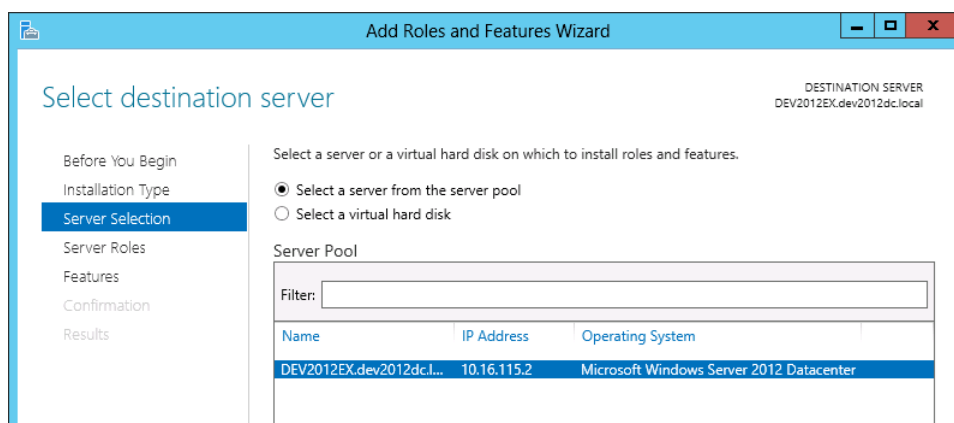 Add Roles and Features Wizard
Select destination server
DESTINATION SERVER
DEV2012EX.dev2012dc.local
Before You Begin
Installation Type
Server Selection
Server Roles
Features
Confirmation
Results
Select a server or a virtual hard disk on which to install roles and features.
Select a server from the server pool
Select a virtual hard disk
Server Pool
Filter:
Name IP Address Operating System
DEV2012EX.dev2012dc.l... 10.16.115.2 Microsoft Windows Server 2012 Datacenter